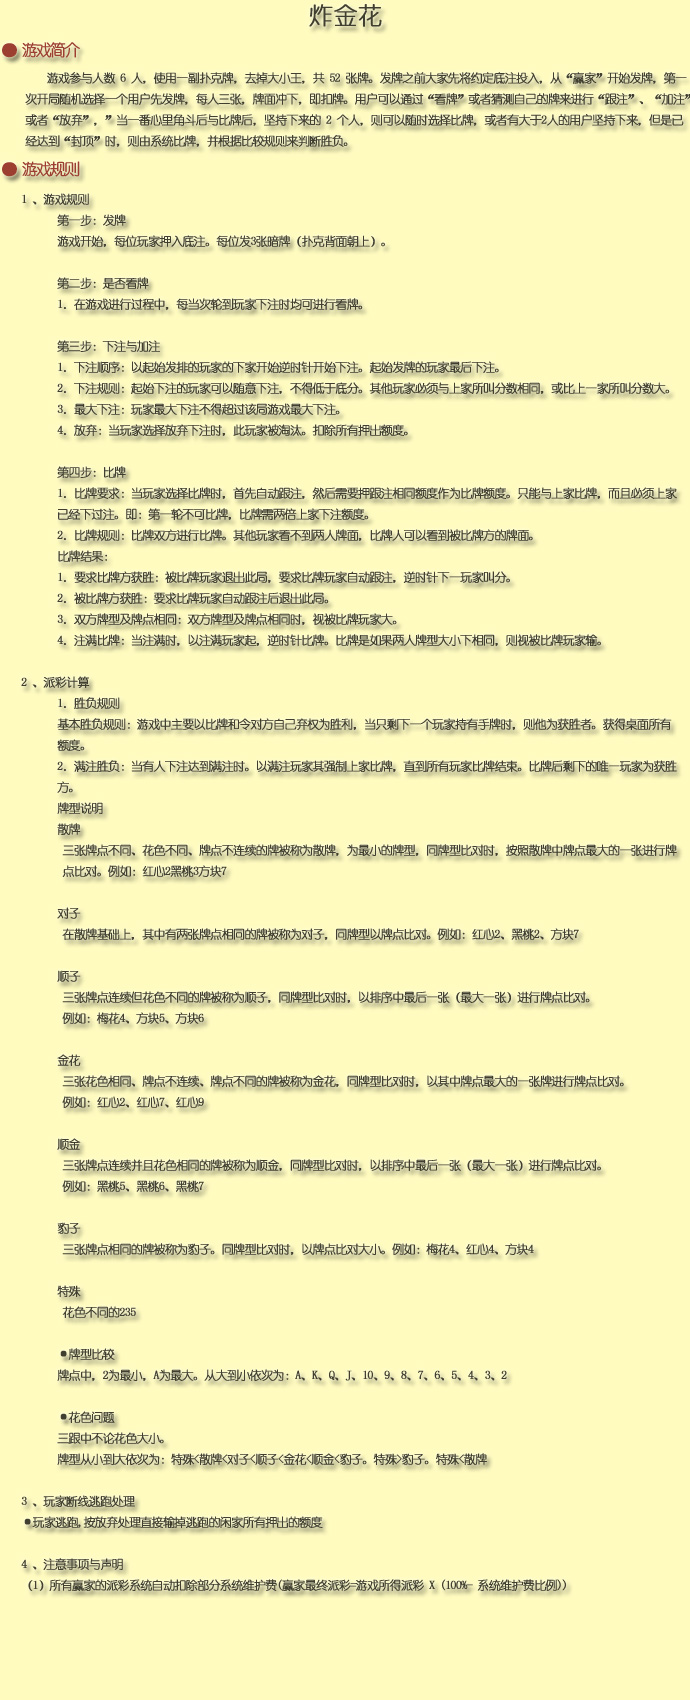 炸金花
游戏简介
游戏参与人数 6 人，使用一副扑克牌，去掉大小王，共 52 张牌。发牌之前大家先将约定底注投入，从“赢家”开始发牌，第一
次开局随机选择一个用户先发牌，每人三张，牌面冲下，即扣牌。用户可以通过“看牌”或者猜测自己的牌来进行“跟注”、“加注”
或者“放弃”，”当一番心里角斗后与比牌后，坚持下来的 2 个人，则可以随时选择比牌，或者有大于2人的用户坚持下来，但是已
经达到“封顶”时，则由系统比牌，并根据比较规则来判断胜负。
游戏规则
1 、游戏规则
第一步：发牌
游戏开始，每位玩家押入底注。每位发3张暗牌（扑克背面朝上）。
第二步：是否看牌
1．在游戏进行过程中，每当次轮到玩家下注时均可进行看牌。
第三步：下注与加注
1．下注顺序：以起始发排的玩家的下家开始逆时针开始下注。起始发牌的玩家最后下注。
2．下注规则：起始下注的玩家可以随意下注，不得低于底分。其他玩家必须与上家所叫分数相同，或比上一家所叫分数大。
3．最大下注：玩家最大下注不得超过该局游戏最大下注。
4．放弃：当玩家选择放弃下注时，此玩家被淘汰。扣除所有押出额度。
第四步：比牌
1．比牌要求：当玩家选择比牌时，首先自动跟注，然后需要押跟注相同额度作为比牌额度。只能与上家比牌，而且必须上家
已经下过注。即：第一轮不可比牌，比牌需两倍上家下注额度。
2．比牌规则：比牌双方进行比牌。其他玩家看不到两人牌面，比牌人可以看到被比牌方的牌面。
比牌结果：
1．要求比牌方获胜：被比牌玩家退出此局，要求比牌玩家自动跟注，逆时针下一玩家叫分。
2．被比牌方获胜：要求比牌玩家自动跟注后退出此局。
3．双方牌型及牌点相同：双方牌型及牌点相同时，视被比牌玩家大。
4．注满比牌：当注满时，以注满玩家起，逆时针比牌。比牌是如果两人牌型大小下相同，则视被比牌玩家输。
2 、派彩计算
1．胜负规则
基本胜负规则：游戏中主要以比牌和令对方自己弃权为胜利，当只剩下一个玩家持有手牌时，则他为获胜者。获得桌面所有
额度。
2．满注胜负：当有人下注达到满注时。以满注玩家其强制上家比牌，直到所有玩家比牌结束。比牌后剩下的唯一玩家为获胜
方。
牌型说明
散牌
三张牌点不同、花色不同、牌点不连续的牌被称为散牌，为最小的牌型，同牌型比对时，按照散牌中牌点最大的一张进行牌
点比对。例如：红心2黑桃3方块7
对子
在散牌基础上，其中有两张牌点相同的牌被称为对子，同牌型以牌点比对。例如：红心2、黑桃2、方块7
顺子
三张牌点连续但花色不同的牌被称为顺子，同牌型比对时，以排序中最后一张（最大一张）进行牌点比对。
例如：梅花4、方块5、方块6
金花
三张花色相同、牌点不连续、牌点不同的牌被称为金花，同牌型比对时，以其中牌点最大的一张牌进行牌点比对。
例如：红心2、红心7、红心9
顺金
三张牌点连续并且花色相同的牌被称为顺金，同牌型比对时，以排序中最后一张（最大一张）进行牌点比对。
例如：黑桃5、黑桃6、黑桃7
豹子
三张牌点相同的牌被称为豹子。同牌型比对时，以牌点比对大小。例如：梅花4、红心4、方块4
特殊
花色不同的235
●牌型比较
牌点中，2为最小，A为最大。从大到小依次为：A、K、Q、J、10、9、8、7、6、5、4、3、2
●花色问题
三跟中不论花色大小。
牌型从小到大依次为：特殊<散牌<对子<顺子<金花<顺金<豹子。特殊>豹子。特殊<散牌
3 、玩家断线逃跑处理
●玩家逃跑,按放弃处理直接输掉逃跑的闲家所有押出的额度
4 、注意事项与声明
（1）所有赢家的派彩系统自动扣除部分系统维护费(赢家最终派彩=游戏所得派彩 X（100%- 系统维护费比例))